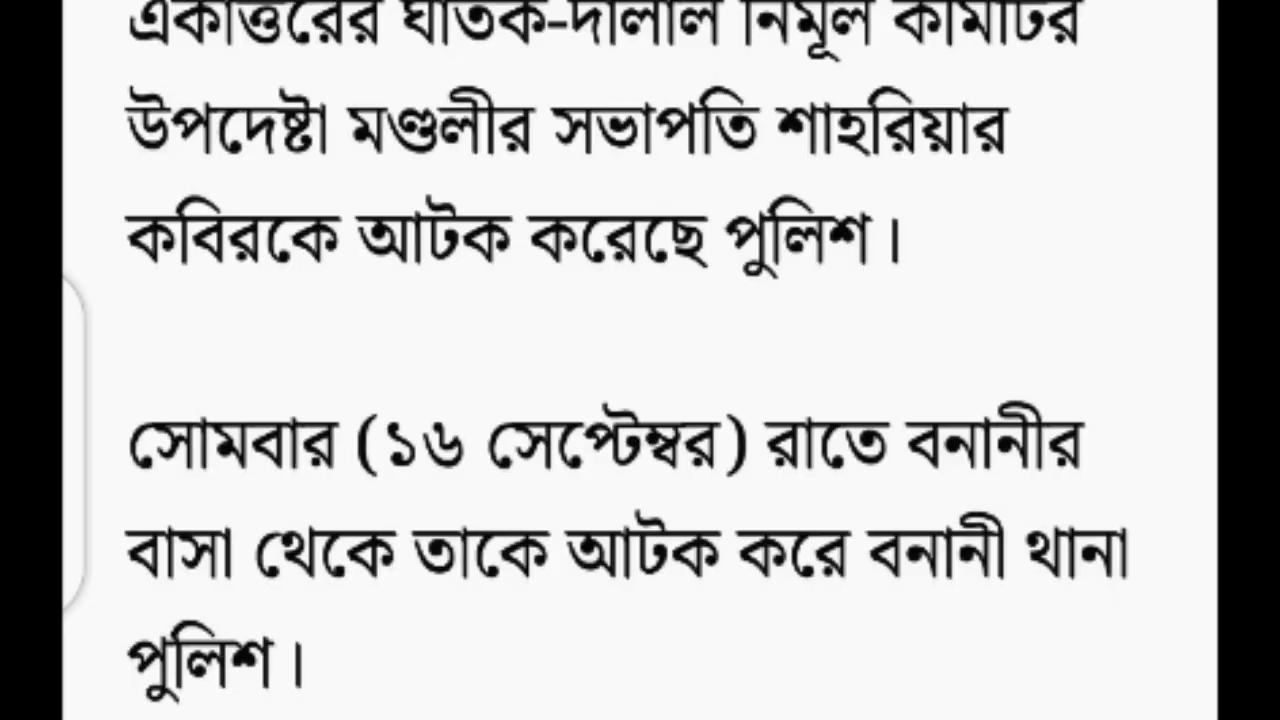 একাত্তরের ঘাতক-দালাল নির্মূল কমিটির
উপদেষ্টা মণ্ডলীর সভাপতি শাহরিয়ার
কবিরকে আটক করেছে পুলিশ।
সোমবার (১৬ সেপ্টেম্বর) রাতে বনানীর
বাসা থেকে তাকে আটক করে বনানী থানা
পুলিশ।